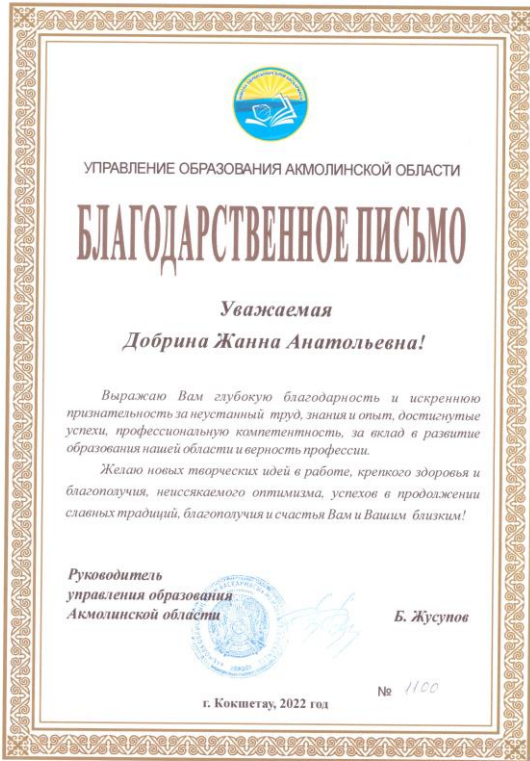 УПРАВЛЕНИЕ ОБРАЗОВАНИЯ АКМОЛИНСКОЙ ОБЛАСТИ
БЛАГОДАРСТВЕННОЕ ПИСЬМО
Уважаемая
Добрина Жанна Анатольевна!
Выражаю Вам глубокую благодарность и искреннюю
признательность за неустанный труд, знания и опыт, достигнутые
успехи, профессиональную компетентность, за вклад в развитие
образования нашей области и верность профессии.
Желаю новых творческих идей в работе, крепкого здоровья и
благополучия, неиссякаемого оптимизма, успехов в продолжении
славных традиций, благополучия и счастья Вам и Вашим близким!
Руководитель
управления образования
Акмолинской области
Б. Жусупов
№ 1100
г. Кокшетау, 2022 год